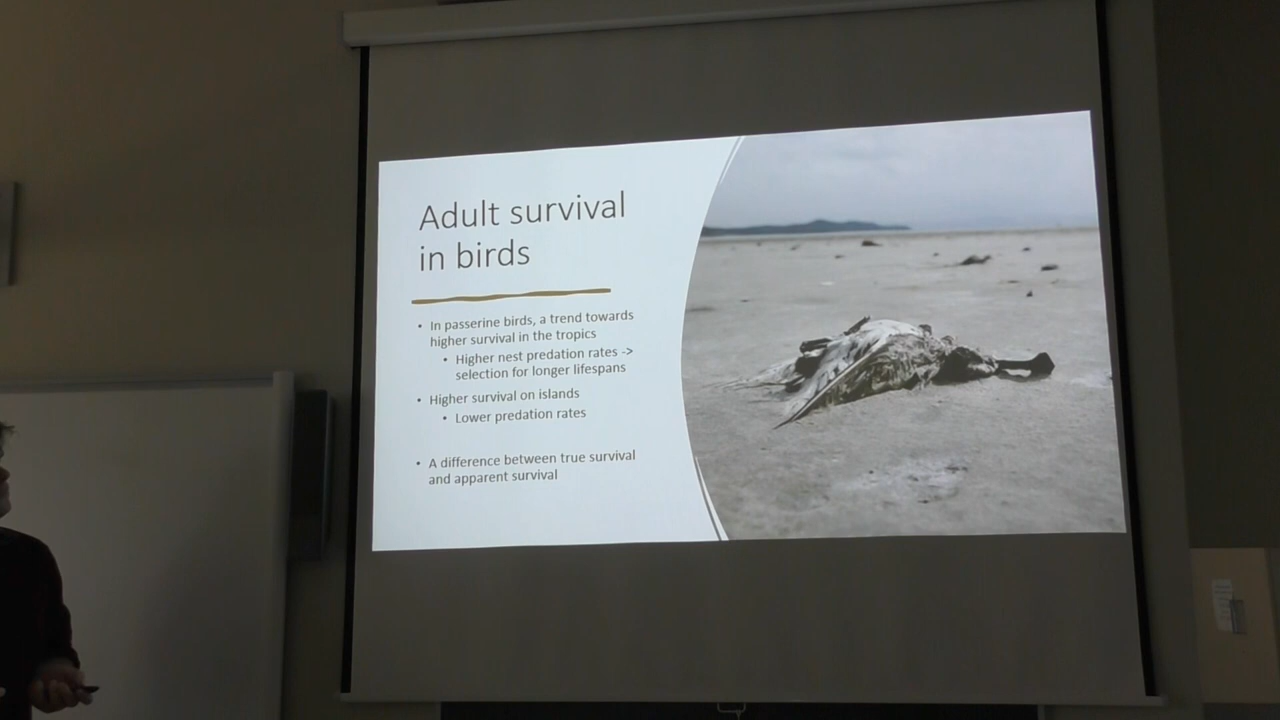 Adult survival
in birds
• In passerine birds, a trend towards
higher survival in the tropics
• Higher nest predation rates ->
selection for longer lifespans
• Higher survival on islands
• Lower predation rates
• A difference between true survival
and apparent survival